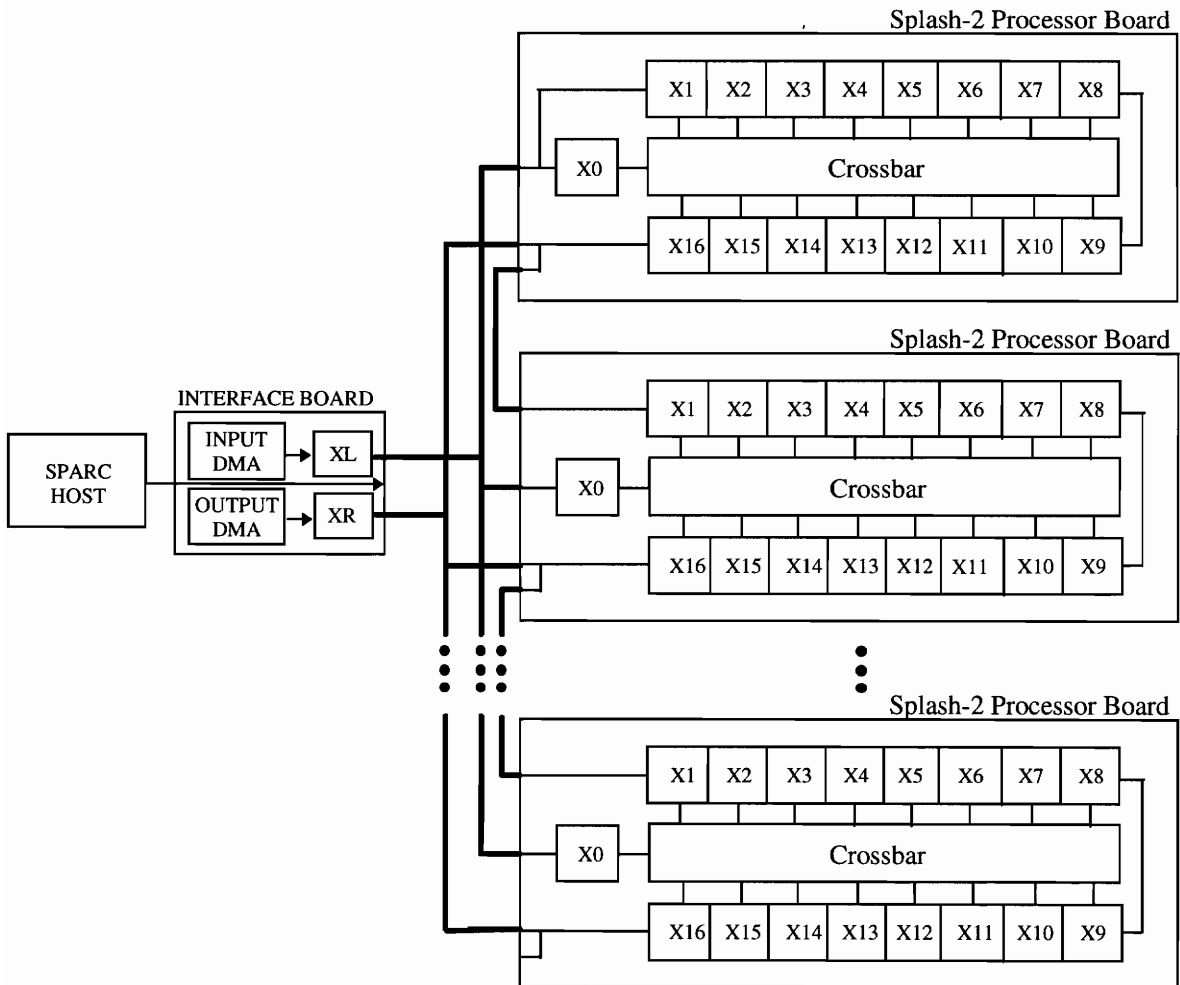 Splash-2 Processor Board
X1 X2 X3 X4 X5 X6 X7 X8
X0
Crossbar
X16 X15 X14 X13 X12 X11 X10 X9
Splash-2 Processor Board
X1 X2 X3 X4 X5 X6 X7 X8
X0
Crossbar
X16 X15 X14 X13 X12 X11 X10 X9
INTERFACE BOARD
SPARC
HOST
INPUT
DMA
XL
OUTPUT
DMA
XR
Splash-2 Processor Board
X1 X2 X3 X4 X5 X6 X7 X8
X0
Crossbar
X16 X15 X14 X13 X12 X11 X10 X9